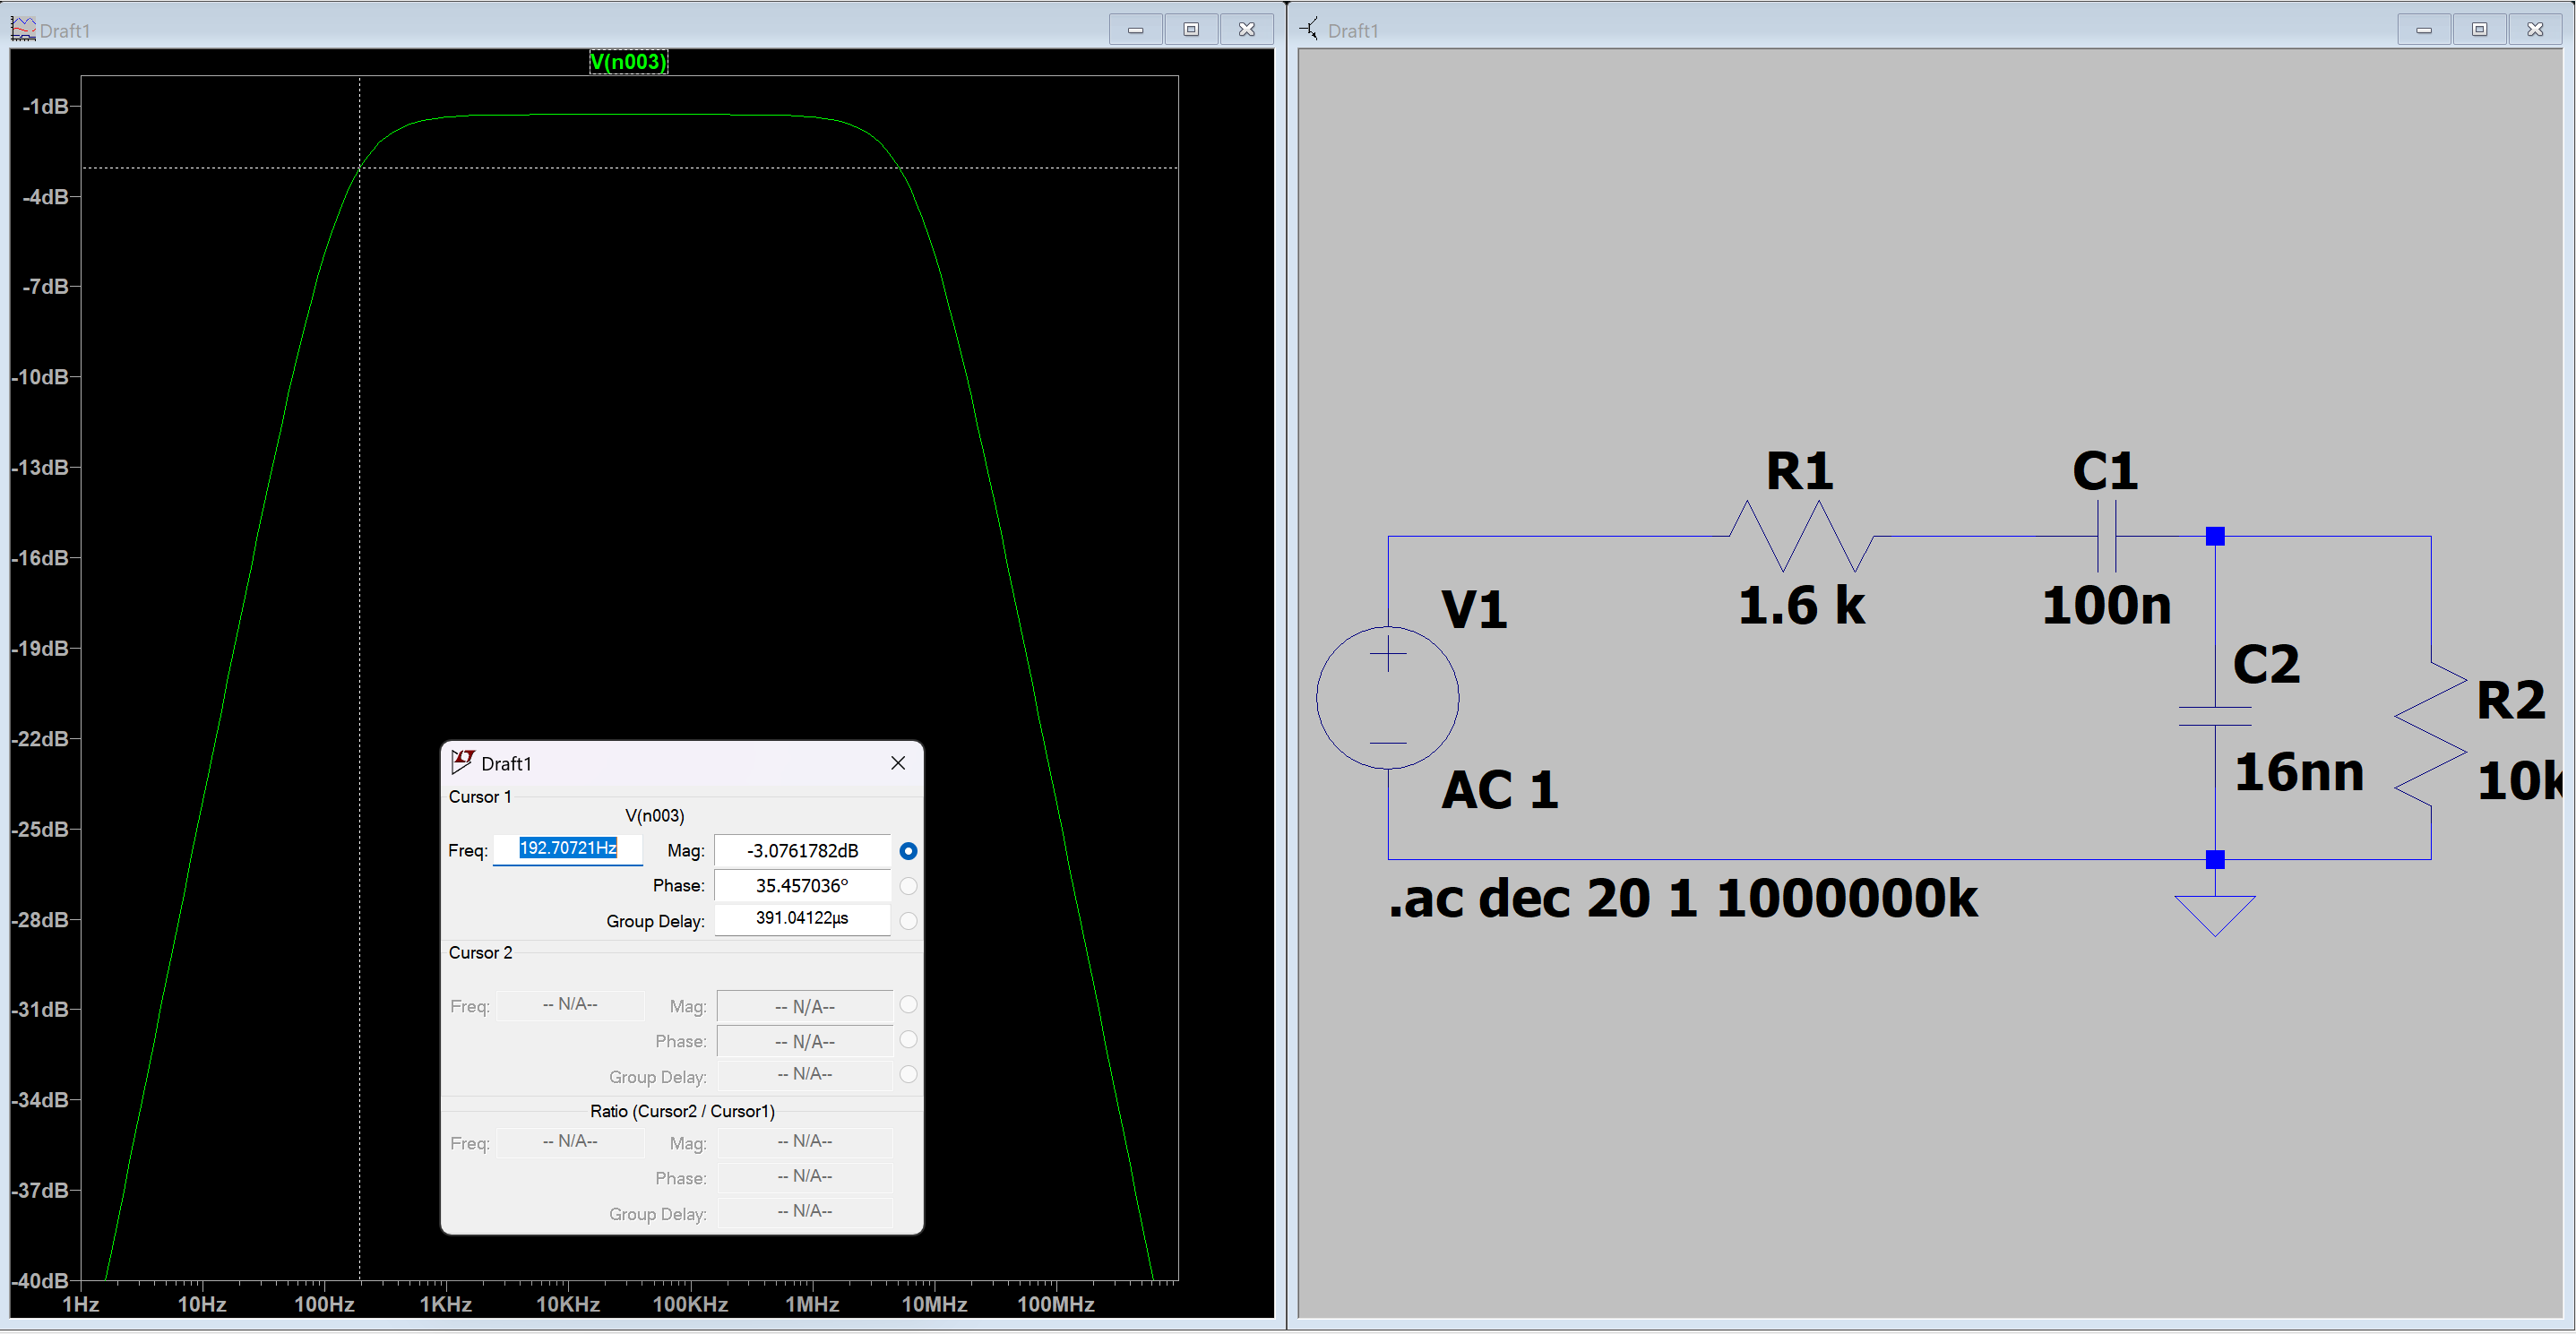 Draft1
V(n003)
-1dB
-4dB
-7dB
-10dB
-13dB
-16dB
-19dB
-22dB
-25dB
-28dB
-31dB
-34dB
-37dB
-40dB
1Hz 10Hz 100Hz 1KHz 10KHz 100KHz 1MHz 10MHz 100MHz
Draft1
Cursor 1
V(n003)
Freq: 192.70721Hz Mag: -3.0761782dB
Phase: 35.457036°
Group Delay: 391.04122µs
Cursor 2
Freq: -- N/A-- Mag: -- N/A--
Phase: -- N/A--
Group Delay: -- N/A--
Ratio (Cursor2 / Cursor1)
Freq: -- N/A-- Mag: -- N/A--
Phase: -- N/A--
Group Delay: -- N/A--
Draft1
R1
1.6 k
C1
100n
V1
AC 1
C2
16nn
R2
10k
.ac dec 20 1 1000000k